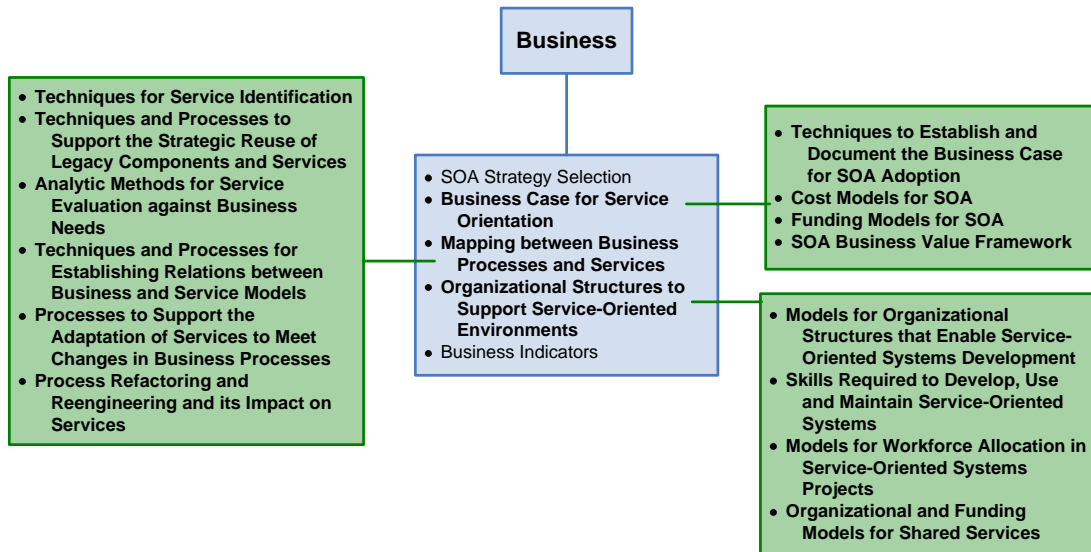 Business
• Techniques for Service Identification
• Techniques and Processes to
Support the Strategic Reuse of
Legacy Components and Services
• Analytic Methods for Service
Evaluation against Business
Needs
• Techniques and Processes for
Establishing Relations between
Business and Service Models
• Processes to Support the
Adaptation of Services to Meet
Changes in Business Processes
• Process Refactoring and
Reengineering and its Impact on
Services
• SOA Strategy Selection
• Business Case for Service
Orientation
• Mapping between Business
Processes and Services
• Organizational Structures to
Support Service-Oriented
Environments
• Business Indicators
• Techniques to Establish and
Document the Business Case
for SOA Adoption
• Cost Models for SOA
• Funding Models for SOA
• SOA Business Value Framework
• Models for Organizational
Structures that Enable Service-
Oriented Systems Development
• Skills Required to Develop, Use
and Maintain Service-Oriented
Systems
• Models for Workforce Allocation in
Service-Oriented Systems
Projects
• Organizational and Funding
Models for Shared Services